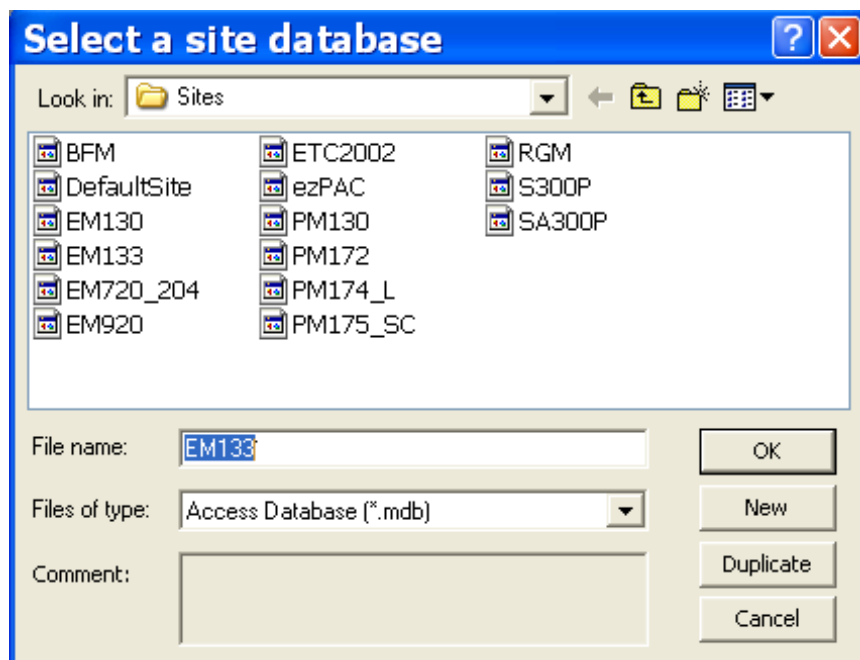 Select a site database
Look in: Sites
BFM ETC2002 RGM
DefaultSite ezPAC S300P
EM130 PM130 SA300P
EM133 PM172
EM720_204 PM174_L
EM920 PM175_SC
File name: EM133 OK
Files of type: Access Database (*.mdb) New
Comment: Duplicate
Cancel